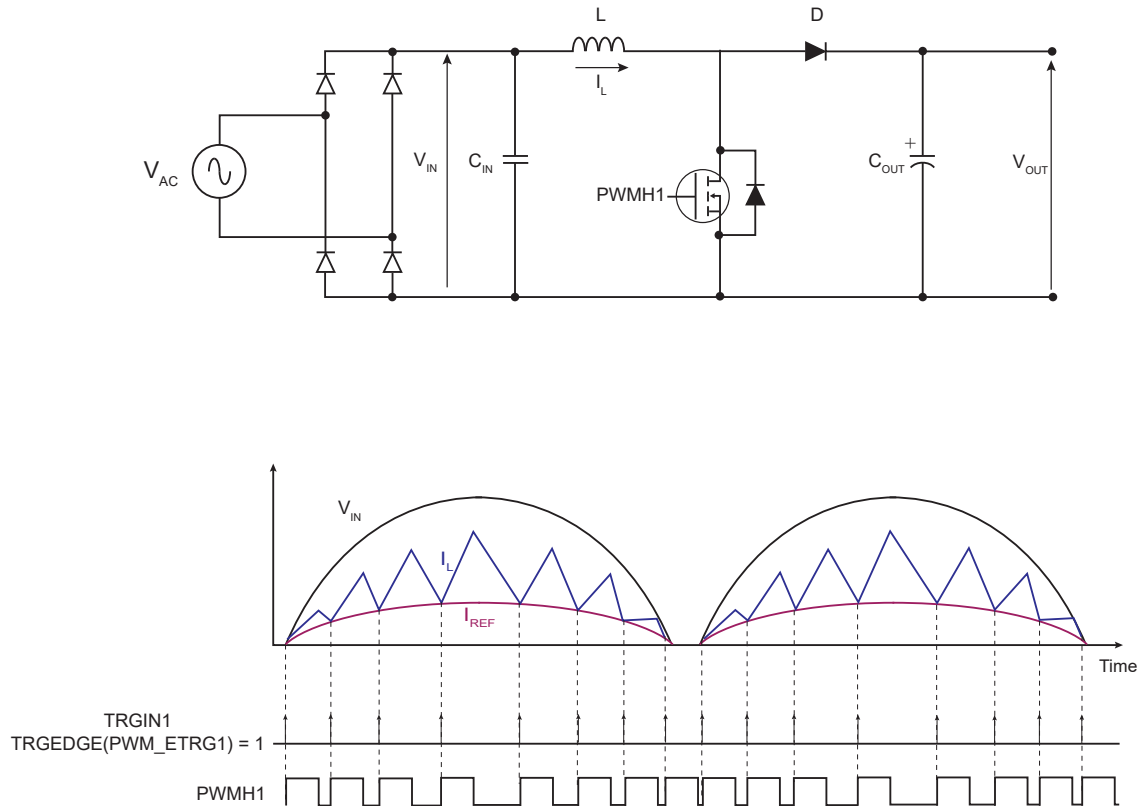 L
D
I_L
V_AC
V_IN
C_IN
PWMH1
+
C_OUT
V_OUT
V_IN
I_L
I_REF
Time
TRGIN1
TRGEDGE(PWM_ETRG1) = 1
PWMH1